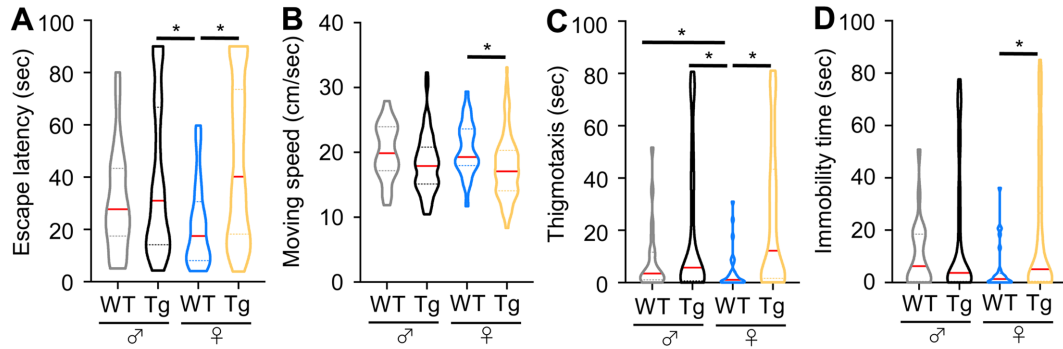 A
Escape latency (sec)
100
80
60
40
20
0
* *
WT Tg WT Tg
♂ ♀
B
Moving speed (cm/sec)
40
30
20
10
0
*
WT Tg WT Tg
♂ ♀
C
Thigmotaxis (sec)
100
80
60
40
20
0
*
* *
WT Tg WT Tg
♂ ♀
D
Immobility time (sec)
100
80
60
40
20
0
*
WT Tg WT Tg
♂ ♀